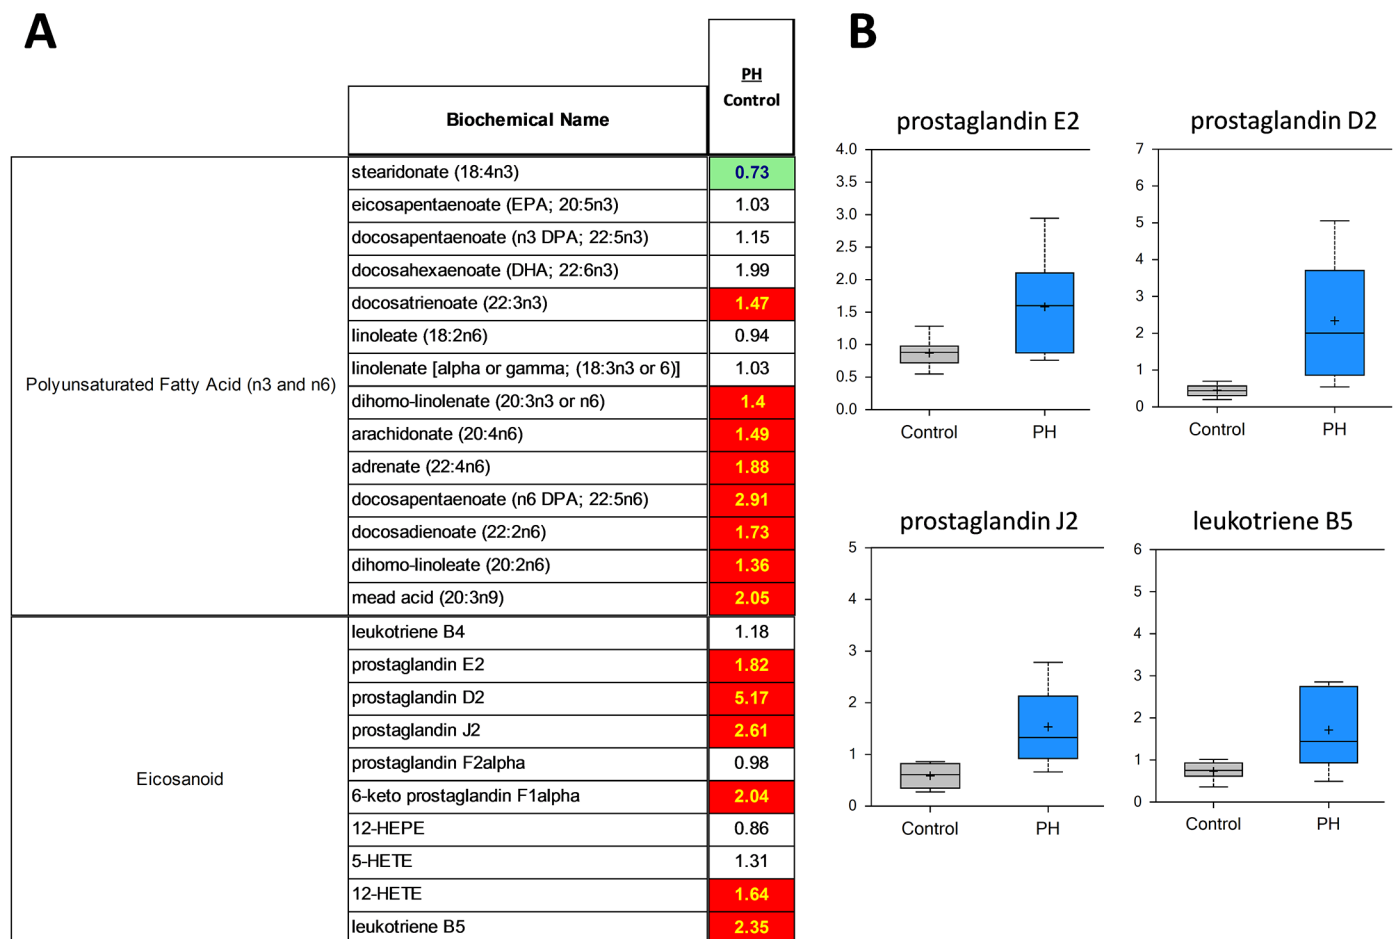 A
PH
Control
Biochemical Name
Polyunsaturated Fatty Acid (n3 and n6)
stearidonate (18:4n3) 0.73
eicosapentaenoate (EPA; 20:5n3) 1.03
docosapentaenoate (n3 DPA; 22:5n3) 1.15
docosahexaenoate (DHA; 22:6n3) 1.99
docosatrienoate (22:3n3) 1.47
linoleate (18:2n6) 0.94
linolenate [alpha or gamma; (18:3n3 or 6)] 1.03
dihomo-linolenate (20:3n3 or n6) 1.4
arachidonate (20:4n6) 1.49
adrenate (22:4n6) 1.88
docosapentaenoate (n6 DPA; 22:5n6) 2.91
docosadienoate (22:2n6) 1.73
dihomo-linoleate (20:2n6) 1.36
mead acid (20:3n9) 2.05
Eicosanoid
leukotriene B4 1.18
prostaglandin E2 1.82
prostaglandin D2 5.17
prostaglandin J2 2.61
prostaglandin F2alpha 0.98
6-keto prostaglandin F1alpha 2.04
12-HEPE 0.86
5-HETE 1.31
12-HETE 1.64
leukotriene B5 2.35
B
prostaglandin E2
4.0
3.5
3.0
2.5
2.0
1.5
1.0
0.5
0.0
Control PH
prostaglandin D2
7
6
5
4
3
2
1
0
Control PH
prostaglandin J2
5
4
3
2
1
0
Control PH
leukotriene B5
6
5
4
3
2
1
0
Control PH